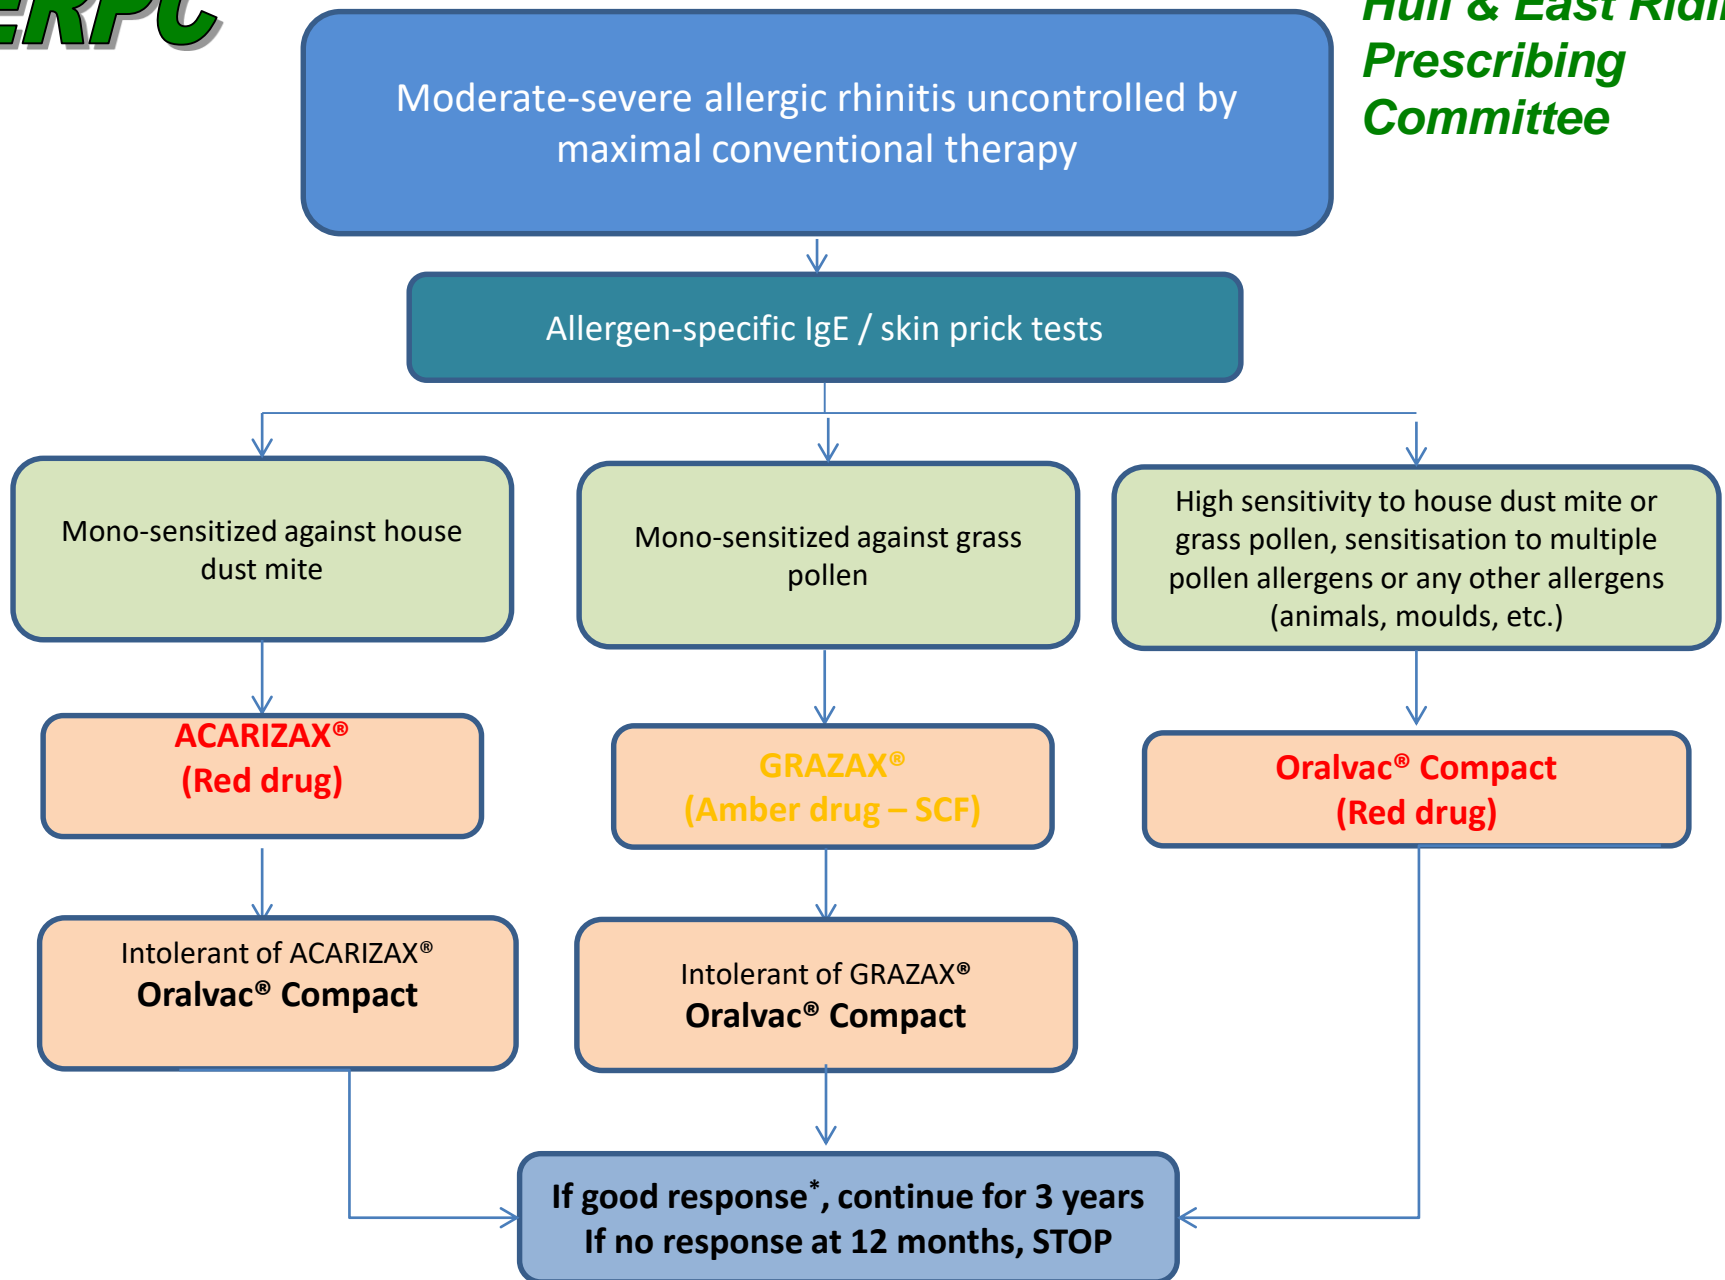 ERPC
Hull & East Ridi
Prescribing
Committee
Moderate-severe allergic rhinitis uncontrolled by
maximal conventional therapy
Allergen-specific IgE / skin prick tests
Mono-sensitized against house
dust mite
Mono-sensitized against grass
pollen
High sensitivity to house dust mite or
grass pollen, sensitisation to multiple
pollen allergens or any other allergens
(animals, moulds, etc.)
ACARIZAX®
(Red drug)
GRAZAX®
(Amber drug – SCF)
Oralvac® Compact
(Red drug)
Intolerant of ACARIZAX®
Oralvac® Compact
Intolerant of GRAZAX®
Oralvac® Compact
If good response*, continue for 3 years
If no response at 12 months, STOP